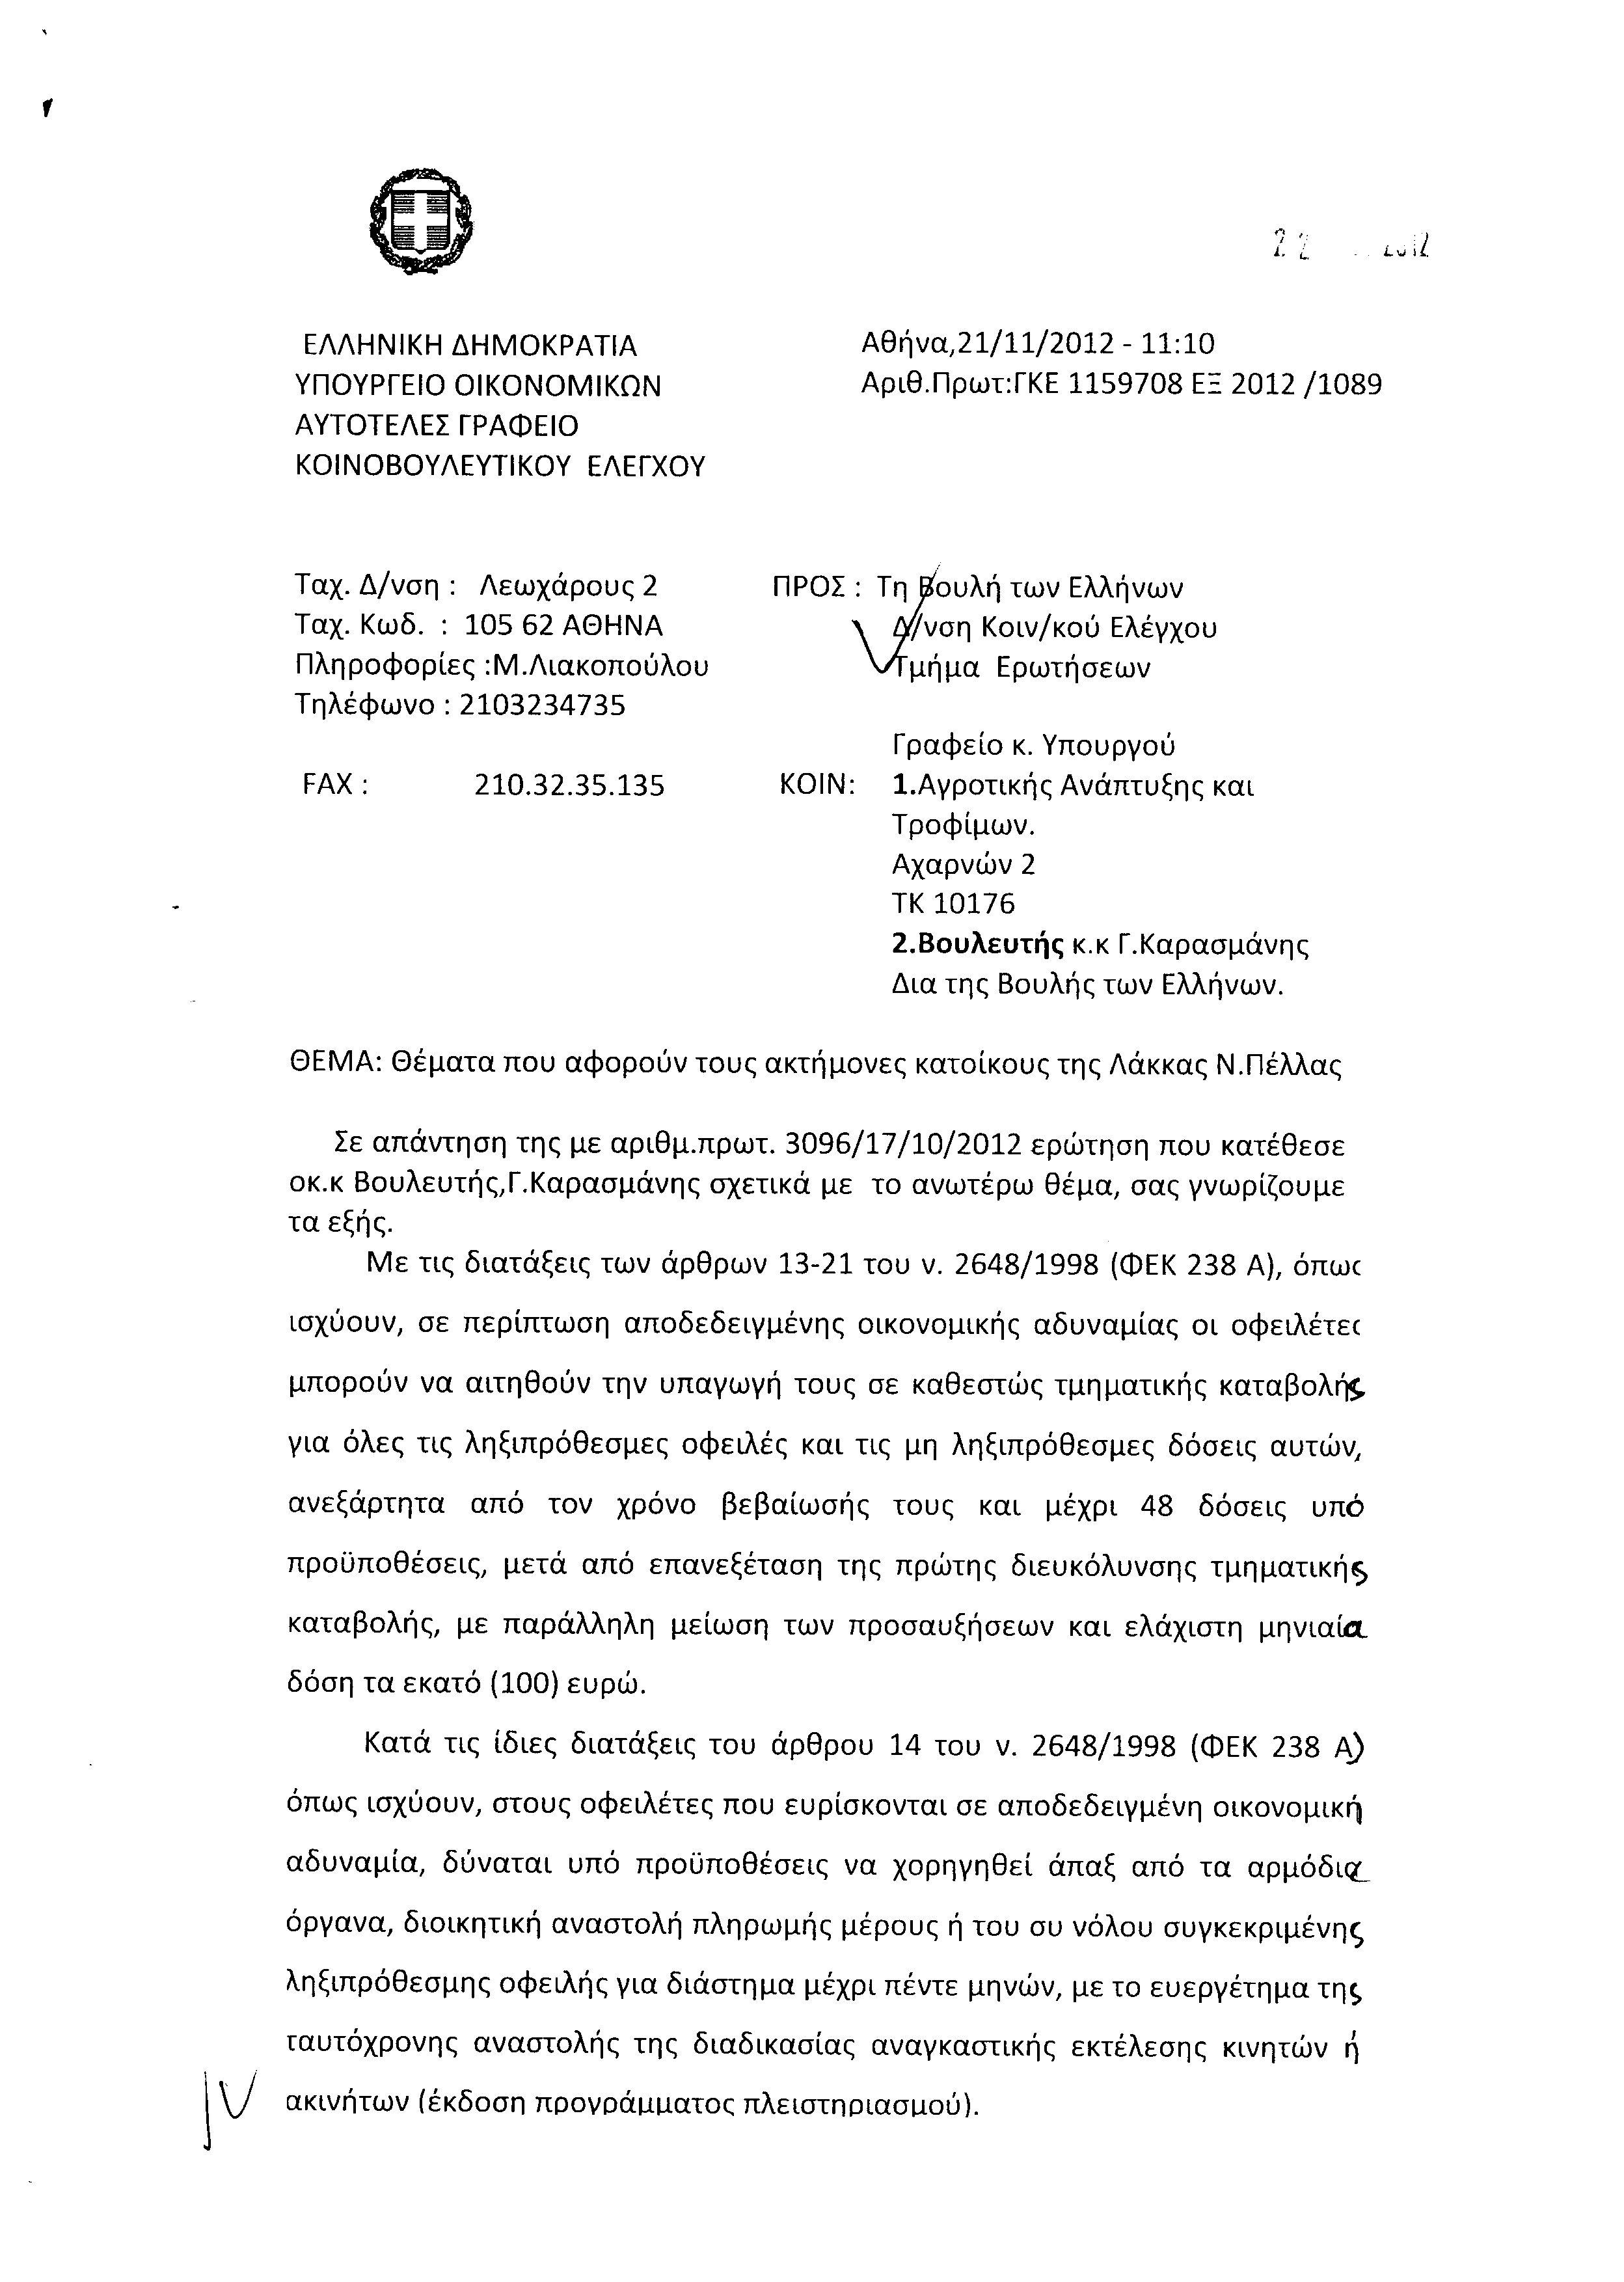 ΕΛΛΗΝΙΚΗ ΔΗΜΟΚΡΑΤΙΑ
ΥΠΟΥΡΓΕΙΟ ΟΙΚΟΝΟΜΙΚΩΝ
ΑΥΤΟΤΕΛΕΣ ΓΡΑΦΕΙΟ
ΚΟΙΝΟΒΟΥΛΕΥΤΙΚΟΥ ΕΛΕΓΧΟΥ
Αθήνα,21/11/2012 - 11:10
Αριθ.Πρωτ:ΓΚΕ 1159708 ΕΞ 2012 /1089
Ταχ. Δ/νση : Λεωχάρους 2
Ταχ. Κωδ. : 105 62 ΑΘΗΝΑ
Πληροφορίες :Μ.Λιακοπούλου
Τηλέφωνο : 2103234735
FAX : 210.32.35.135
ΠΡΟΣ : Τη Βουλή των Ελλήνων
Δ/νση Κοιν/κού Ελέγχου
Τμήμα Ερωτήσεων
Γραφείο κ. Υπουργού
ΚΟΙΝ: 1.Αγροτικής Ανάπτυξης και
Τροφίμων.
Αχαρνών 2
ΤΚ 10176
2.Βουλευτής κ.κ Γ.Καρασμάνης
Δια της Βουλής των Ελλήνων.
ΘΕΜΑ: Θέματα που αφορούν τους ακτήμονες κατοίκους της Λάκκας Ν.Πέλλας
Σε απάντηση της με αριθμ.πρωτ. 3096/17/10/2012 ερώτηση που κατέθεσε
οκ.κ Βουλευτής,Γ.Καρασμάνης σχετικά με το ανωτέρω θέμα, σας γνωρίζουμε
τα εξής.
Με τις διατάξεις των άρθρων 13-21 του ν. 2648/1998 (ΦΕΚ 238 Α), όπως
ισχύουν, σε περίπτωση αποδεδειγμένης οικονομικής αδυναμίας οι οφειλέτες
μπορούν να αιτηθούν την υπαγωγή τους σε καθεστώς τμηματικής καταβολής
για όλες τις ληξιπρόθεσμες οφειλές και τις μη ληξιπρόθεσμες δόσεις αυτών,
ανεξάρτητα από τον χρόνο βεβαίωσής τους και μέχρι 48 δόσεις υπό
προϋποθέσεις, μετά από επανεξέταση της πρώτης διευκόλυνσης τμηματικής
καταβολής, με παράλληλη μείωση των προσαυξήσεων και ελάχιστη μηνιαία
δόση τα εκατό (100) ευρώ.
Κατά τις ίδιες διατάξεις του άρθρου 14 του ν. 2648/1998 (ΦΕΚ 238 Α)
όπως ισχύουν, στους οφειλέτες που ευρίσκονται σε αποδεδειγμένη οικονομική
αδυναμία, δύναται υπό προϋποθέσεις να χορηγηθεί άπαξ από τα αρμόδια
όργανα, διοικητική αναστολή πληρωμής μέρους ή του συ νόλου συγκεκριμένης
ληξιπρόθεσμης οφειλής για διάστημα μέχρι πέντε μηνών, με το ευεργέτημα της
ταυτόχρονης αναστολής της διαδικασίας αναγκαστικής εκτέλεσης κινητών ή
ακινήτων (έκδοση προγράμματος πλειστηριασμού).